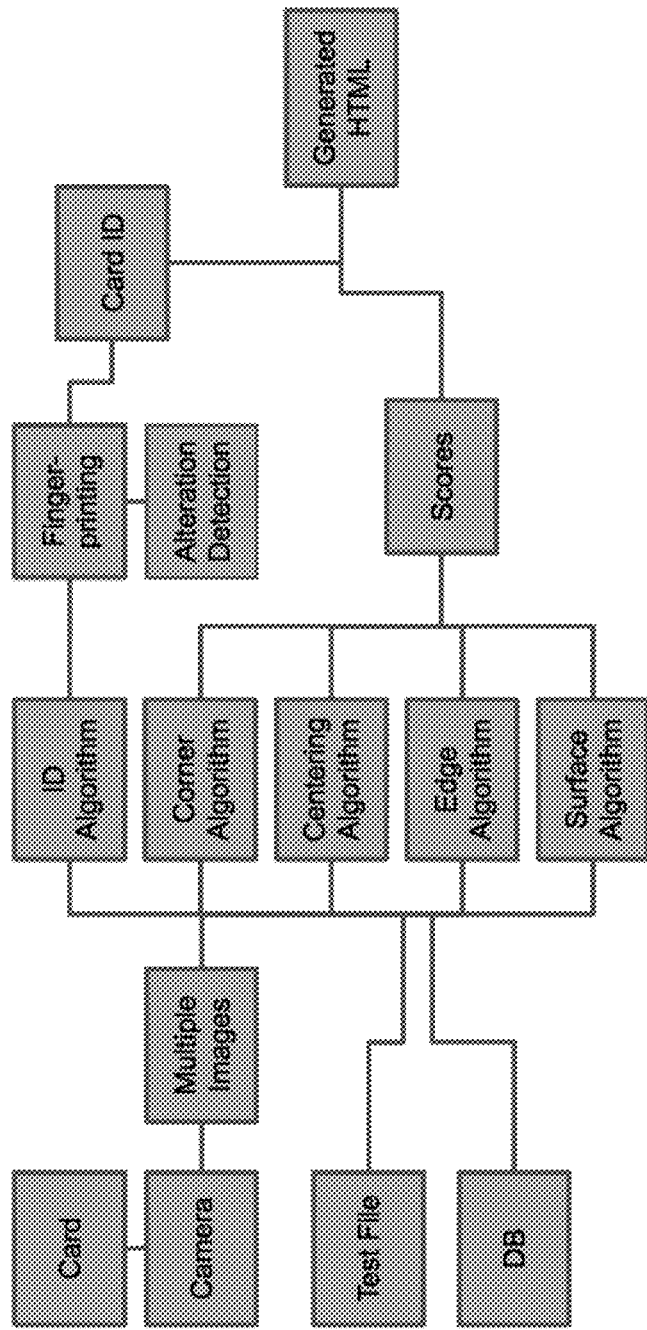 Card
Camera
Multiple
Images
Test File
DB
ID
Algorithm
Corner
Algorithm
Centering
Algorithm
Edge
Algorithm
Surface
Algorithm
Finger-
printing
Alteration
Detection
Scores
Card ID
Generated
HTML